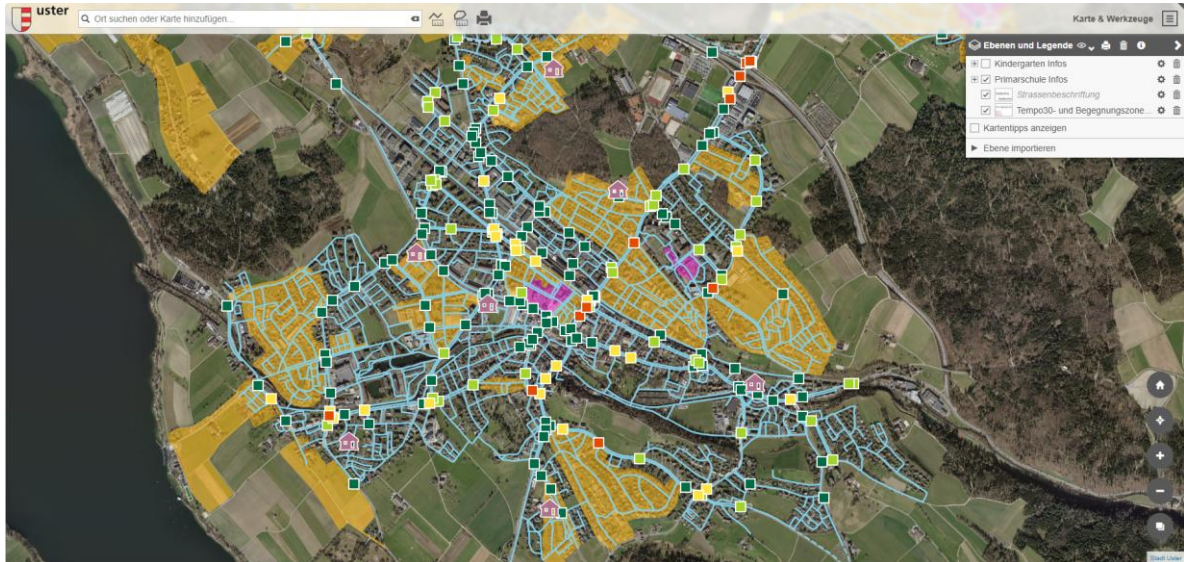 uster
Ort suchen oder Karte hinzufügen...
Karte & Werkzeuge
Ebenen und Legende
Kindergarten Infos
Primarschule Infos
Strassenbeschriftung
Tempo30- und Begegnungszone...
Kartentipps anzeigen
Ebene importieren
Stadt Uster